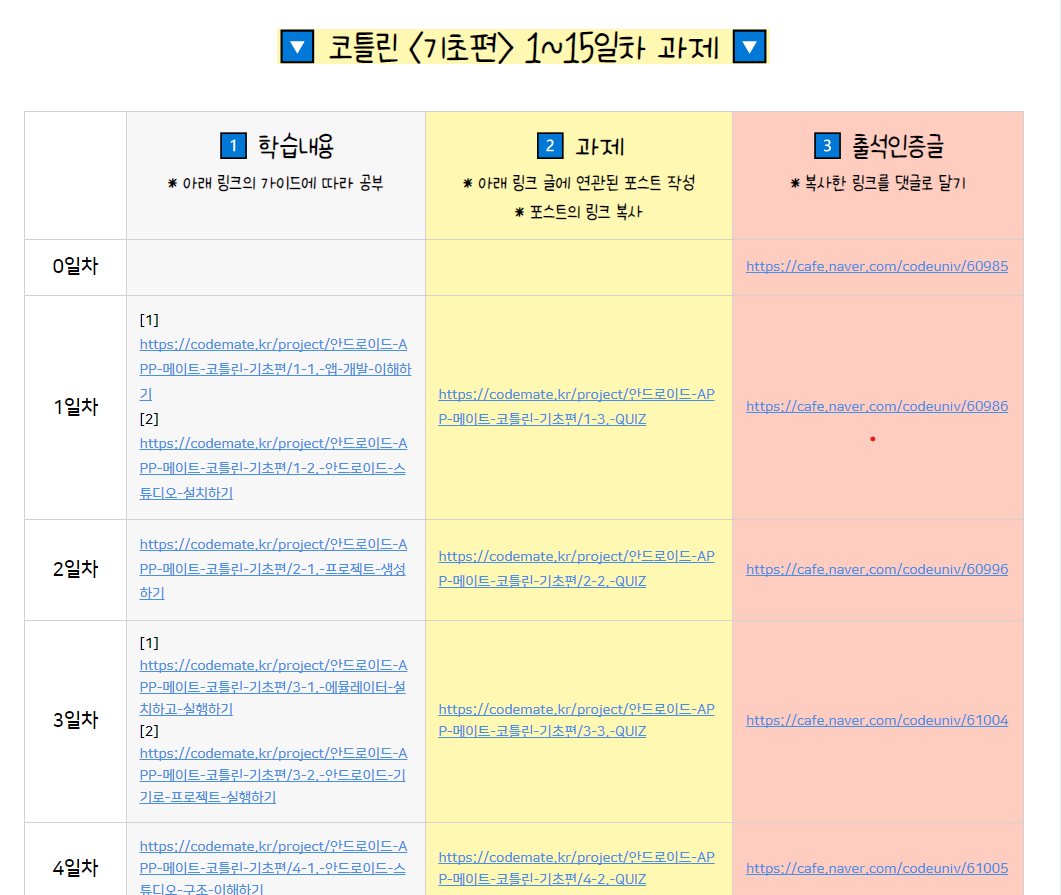 ▼ 코틀린 <기초편> 1~15일차 과제 ▼
1 학습내용
* 아래 링크의 가이드에 따라 공부
2 과제
* 아래 링크 글에 연관된 포스트 작성
* 포스트의 링크 복사
3 출석인증글
* 복사한 링크를 댓글로 달기
0일차
https://cafe.naver.com/codeuniv/60985
1일차
[1]
https://codemate.kr/project/안드로이드-A
PP-메이트-코틀린-기초편/1-1.-앱-개발-이해하
기
[2]
https://codemate.kr/project/안드로이드-A
PP-메이트-코틀린-기초편/1-2.-안드로이드-스
튜디오-설치하기
https://codemate.kr/project/안드로이드-AP
P-메이트-코틀린-기초편/1-3.-QUIZ
https://cafe.naver.com/codeuniv/60986
2일차
https://codemate.kr/project/안드로이드-A
PP-메이트-코틀린-기초편/2-1.-프로젝트-생성
하기
https://codemate.kr/project/안드로이드-AP
P-메이트-코틀린-기초편/2-2.-QUIZ
https://cafe.naver.com/codeuniv/60996
3일차
[1]
https://codemate.kr/project/안드로이드-A
PP-메이트-코틀린-기초편/3-1.-에뮬레이터-설
치하고-실행하기
[2]
https://codemate.kr/project/안드로이드-A
PP-메이트-코틀린-기초편/3-2.-안드로이드-기
기로-프로젝트-실행하기
https://codemate.kr/project/안드로이드-AP
P-메이트-코틀린-기초편/3-3.-QUIZ
https://cafe.naver.com/codeuniv/61004
4일차
https://codemate.kr/project/안드로이드-A
PP-메이트-코틀린-기초편/4-1.-안드로이드-스
튜디오-구조-이해하기
https://codemate.kr/project/안드로이드-AP
P-메이트-코틀린-기초편/4-2.-QUIZ
https://cafe.naver.com/codeuniv/61005